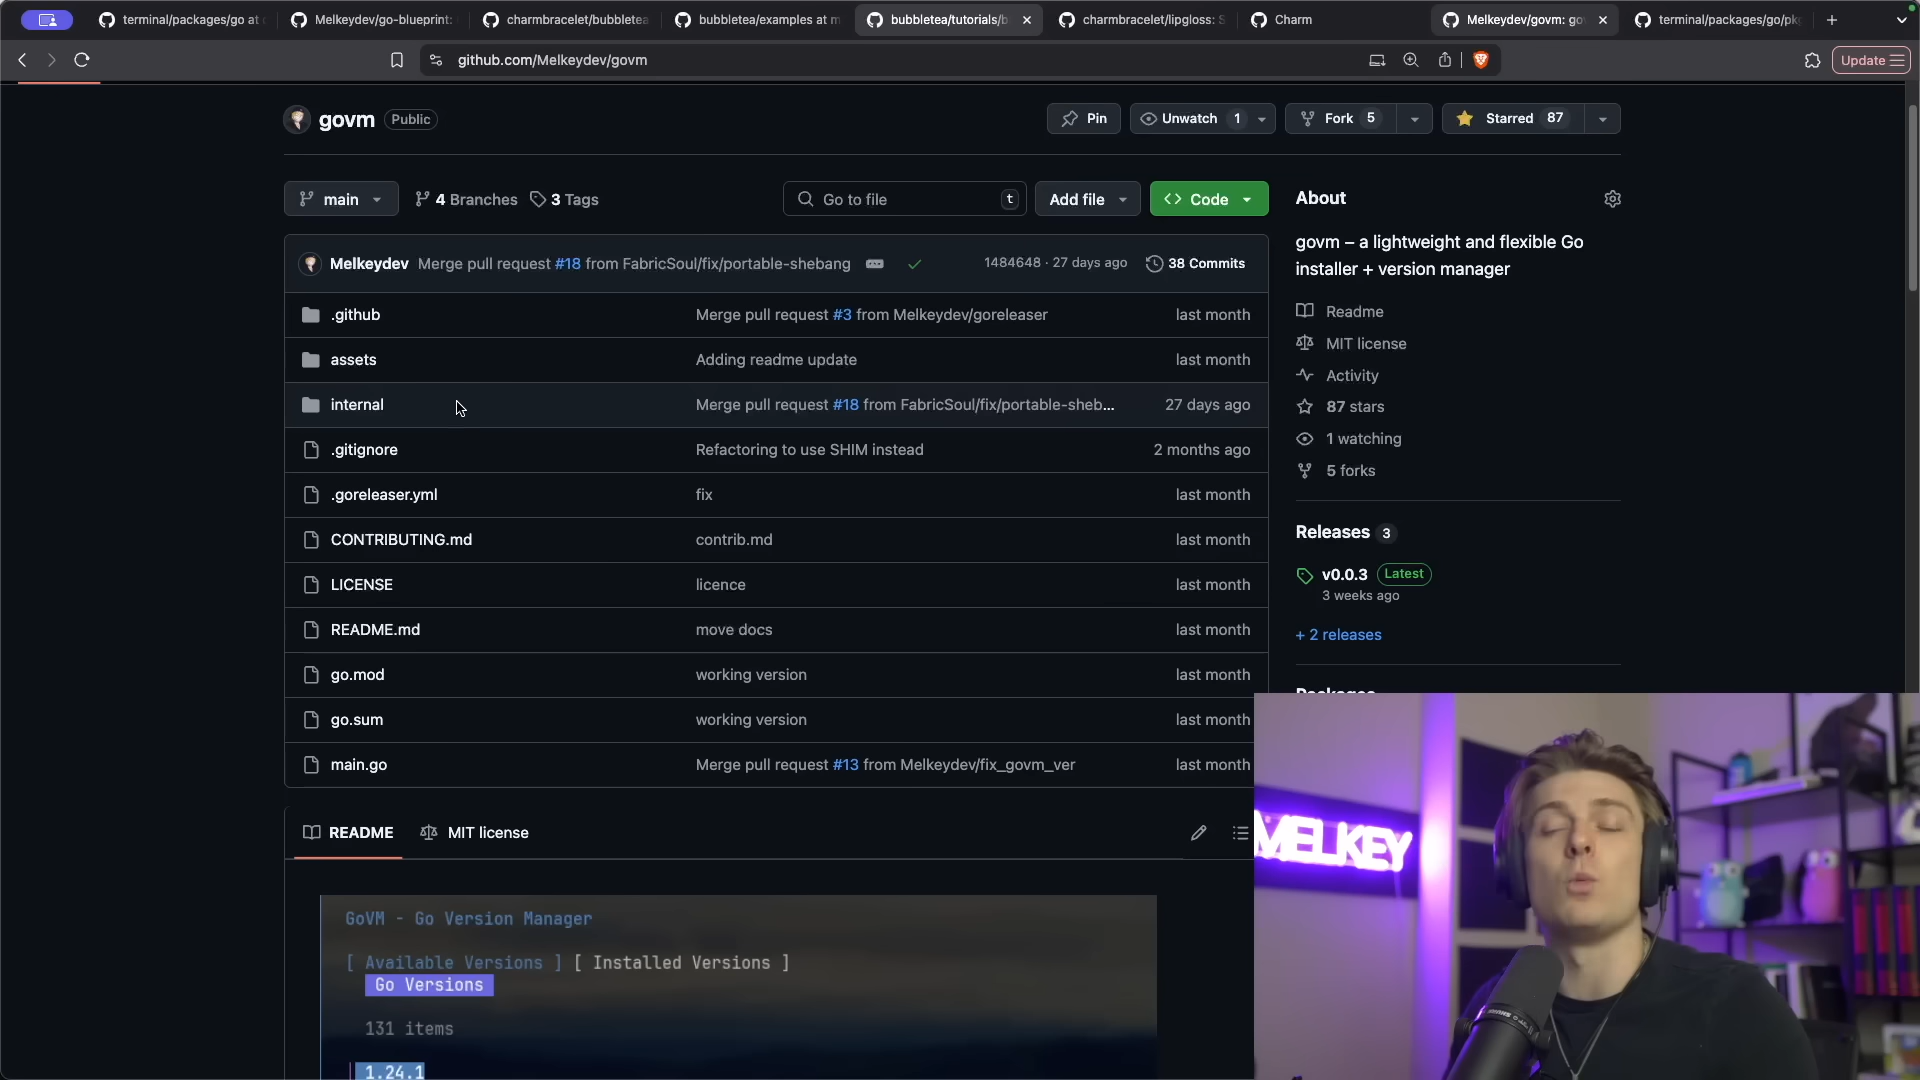 terminal/packages/go at
Melkeydev/go-blueprint:
charmbracelet/bubbletea
bubbletea/examples at m
bubbletea/tutorials/b
charmbracelet/lipgloss: S
Charm
Melkeydev/govm: go
terminal/packages/go/pk
github.com/Melkeydev/govm
Update
govm
Public
Pin
Unwatch 1
Fork 5
Starred 87
main
4 Branches
3 Tags
Go to file
t
Add file
Code
About
govm – a lightweight and flexible Go
installer + version manager
Melkeydev Merge pull request #18 from FabricSoul/fix/portable-shebang
1484648 · 27 days ago
38 Commits
.github Merge pull request #3 from Melkeydev/goreleaser last month
assets Adding readme update last month
internal Merge pull request #18 from FabricSoul/fix/portable-sheb... 27 days ago
.gitignore Refactoring to use SHIM instead 2 months ago
.goreleaser.yml fix last month
CONTRIBUTING.md contrib.md last month
LICENSE licence last month
README.md move docs last month
go.mod working version last month
go.sum working version last month
main.go Merge pull request #13 from Melkeydev/fix_govm_ver last month
Readme
MIT license
Activity
87 stars
1 watching
5 forks
Releases 3
v0.0.3 Latest
3 weeks ago
+ 2 releases
Packages
README
MIT license
GoVM - Go Version Manager
[ Available Versions ] [ Installed Versions ]
Go Versions
131 items
1.24.1
MELKEY